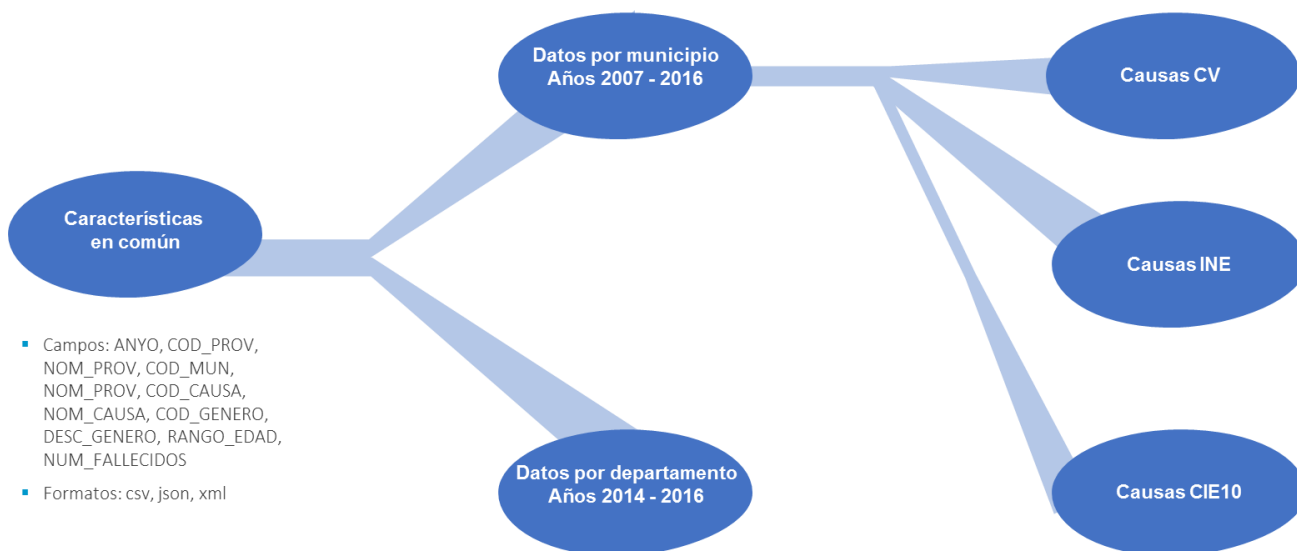 Características
en común
▪ Campos: ANYO, COD_PROV,
NOM_PROV, COD_MUN,
NOM_PROV, COD_CAUSA,
NOM_CAUSA, COD_GENERO,
DESC_GENERO, RANGO_EDAD,
NUM_FALLECIDOS
▪ Formatos: csv, json, xml
Datos por municipio
Años 2007 - 2016
Datos por departamento
Años 2014 - 2016
Causas CV
Causas INE
Causas CIE10